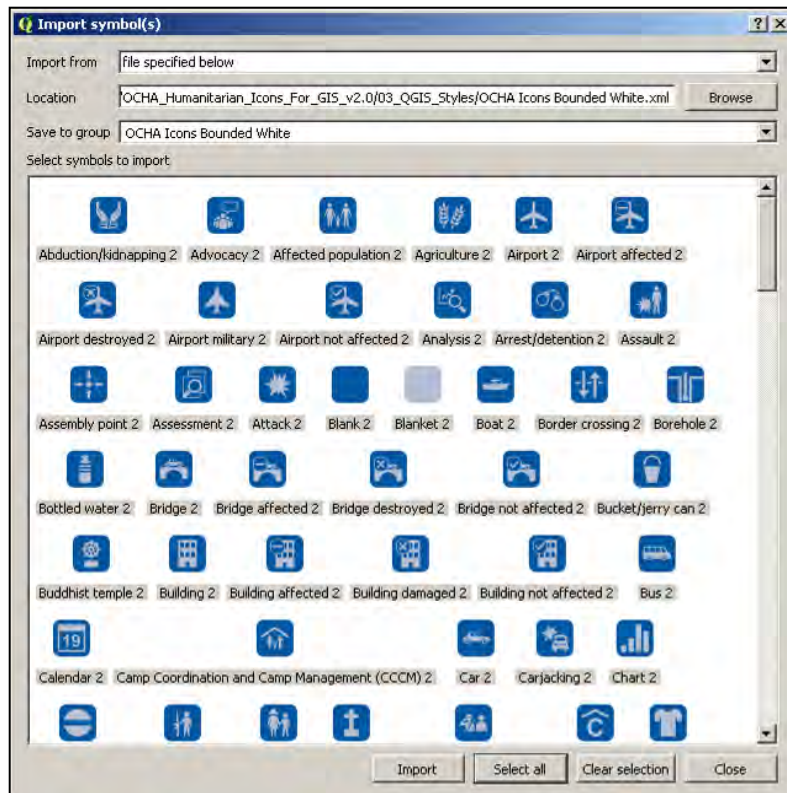 Import symbol(s)
Import from file specified below
Location 'OCHA_Humanitarian_Icons_For_GIS_v2.0/03_QGIS_Styles/OCHA Icons Bounded White.xml Browse
Save to group OCHA Icons Bounded White
Select symbols to import
Abduction/kidnapping 2 Advocacy 2 Affected population 2 Agriculture 2 Airport 2 Airport affected 2
Airport destroyed 2 Airport military 2 Airport not affected 2 Analysis 2 Arrest/detention 2 Assault 2
Assembly point 2 Assessment 2 Attack 2 Blank 2 Blanket 2 Boat 2 Border crossing 2 Borehole 2
Bottled water 2 Bridge 2 Bridge affected 2 Bridge destroyed 2 Bridge not affected 2 Bucket/jerry can 2
Buddhist temple 2 Building 2 Building affected 2 Building damaged 2 Building not affected 2 Bus 2
19
Calendar 2 Camp Coordination and Camp Management (CCCM) 2 Car 2 Carjacking 2 Chart 2
C
Import Select all Clear selection Close